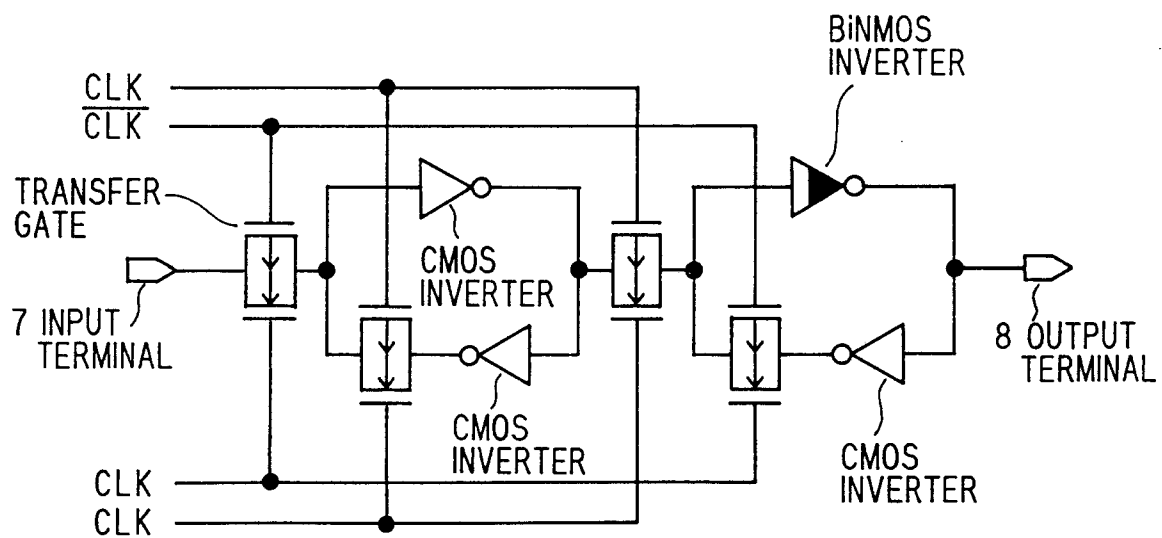 BiNMOS
INVERTER
CLK
CLK
TRANSFER
GATE
CMOS
INVERTER
7 INPUT
TERMINAL
8 OUTPUT
TERMINAL
CMOS
INVERTER
CMOS
INVERTER
CLK
CLK